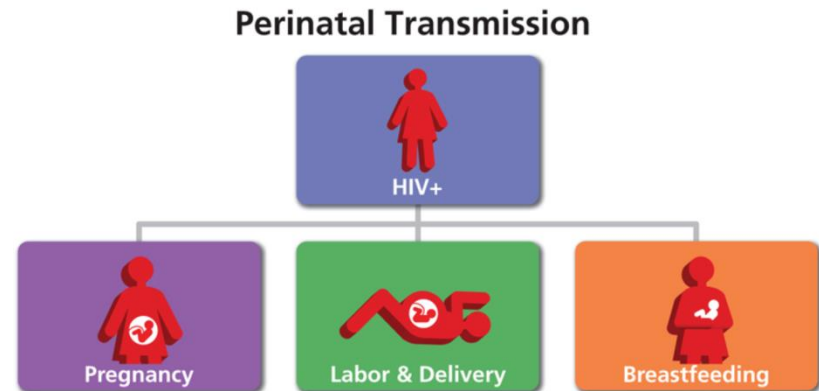 Perinatal Transmission
HIV+
Pregnancy
Labor & Delivery
Breastfeeding